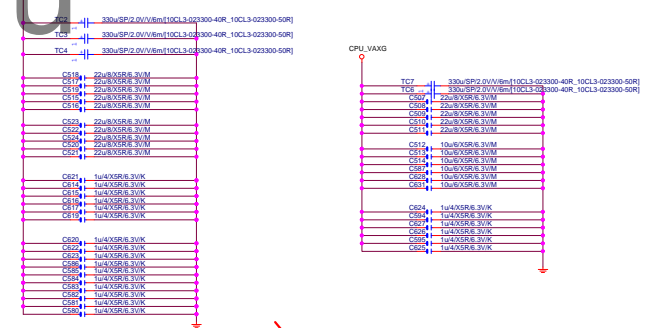 TC2 330u/SP/2.0V/V/6m/[10CL3-023300-40R_10CL3-023300-50R]
TC3 330u/SP/2.0V/V/6m/[10CL3-023300-40R_10CL3-023300-50R]
TC4 330u/SP/2.0V/V/6m/[10CL3-023300-40R_10CL3-023300-50R]
C518 22u/8/X5R/6.3V/M
C517 22u/8/X5R/6.3V/M
C519 22u/8/X5R/6.3V/M
C515 22u/8/X5R/6.3V/M
C516 22u/8/X5R/6.3V/M
C523 22u/8/X5R/6.3V/M
C522 22u/8/X5R/6.3V/M
C524 22u/8/X5R/6.3V/M
C520 22u/8/X5R/6.3V/M
C521 22u/8/X5R/6.3V/M
C621 1u/4/X5R/6.3V/K
C614 1u/4/X5R/6.3V/K
C615 1u/4/X5R/6.3V/K
C616 1u/4/X5R/6.3V/K
C617 1u/4/X5R/6.3V/K
C619 1u/4/X5R/6.3V/K
C620 1u/4/X5R/6.3V/K
C622 1u/4/X5R/6.3V/K
C623 1u/4/X5R/6.3V/K
C586 1u/4/X5R/6.3V/K
C585 1u/4/X5R/6.3V/K
C584 1u/4/X5R/6.3V/K
C583 1u/4/X5R/6.3V/K
C582 1u/4/X5R/6.3V/K
C581 1u/4/X5R/6.3V/K
C580 1u/4/X5R/6.3V/K
CPU_VAXG
TC7 330u/SP/2.0V/V/6m/[10CL3-023300-40R_10CL3-023300-50R]
TC6 330u/SP/2.0V/V/6m/[10CL3-023300-40R_10CL3-023300-50R]
C507 22u/8/X5R/6.3V/M
C508 22u/8/X5R/6.3V/M
C509 22u/8/X5R/6.3V/M
C510 22u/8/X5R/6.3V/M
C511 22u/8/X5R/6.3V/M
C512 10u/6/X5R/6.3V/M
C513 10u/6/X5R/6.3V/M
C514 10u/6/X5R/6.3V/M
C587 10u/6/X5R/6.3V/M
C628 10u/6/X5R/6.3V/M
C631 10u/6/X5R/6.3V/M
C624 1u/4/X5R/6.3V/K
C594 1u/4/X5R/6.3V/K
C627 1u/4/X5R/6.3V/K
C626 1u/4/X5R/6.3V/K
C595 1u/4/X5R/6.3V/K
C625 1u/4/X5R/6.3V/K